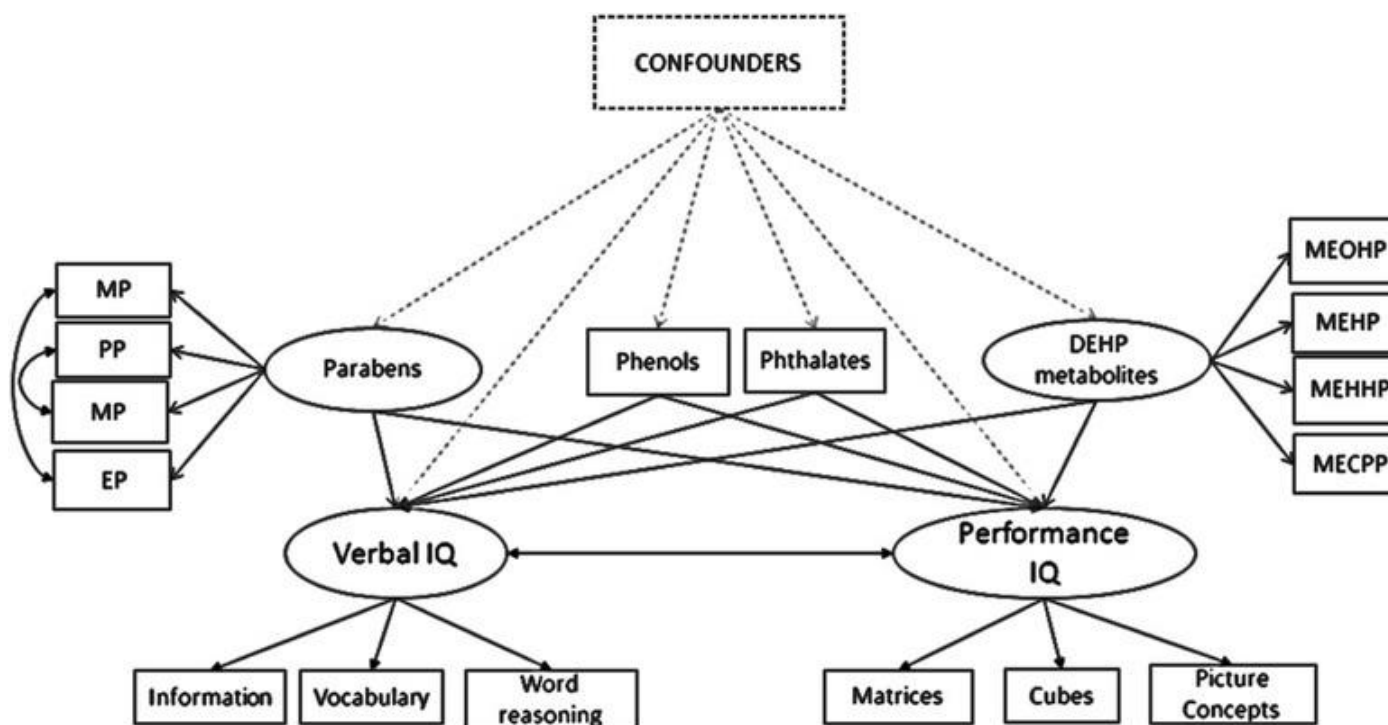 CONFOUNDERS
MP
PP
MP
EP
Parabens
Phenols
Phthalates
DEHP
metabolites
MEOHP
MEHP
MEHHP
MECPP
Verbal IQ
Performance
IQ
Information
Vocabulary
Word
reasoning
Matrices
Cubes
Picture
Concepts